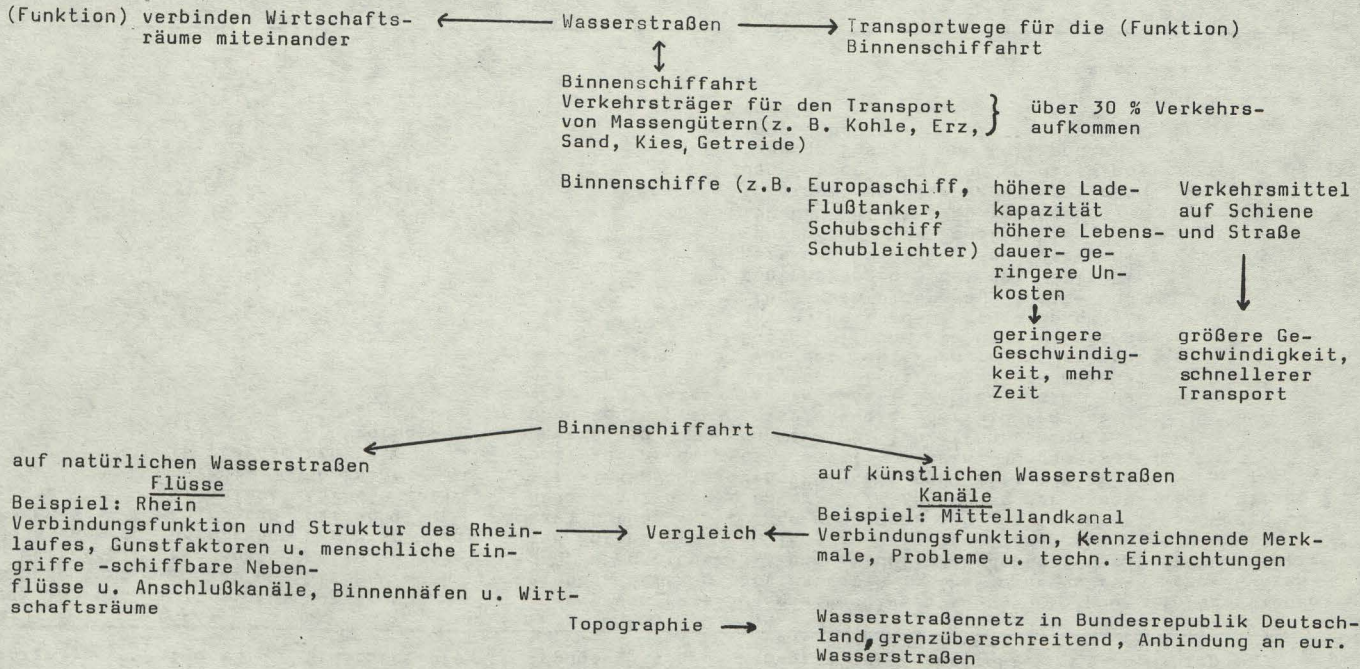 (Funktion) verbinden Wirtschafts-
räume miteinander
Wasserstraßen
Transportwege für die (Funktion)
Binnenschiffahrt
Binnenschiffahrt
Verkehrsträger für den Transport
von Massengütern(z. B. Kohle, Erz,
Sand, Kies, Getreide)
über 30 % Verkehrs-
aufkommen
Binnenschiffe (z.B. Europaschiff,
Flußtanker,
Schubschiff
Schubleichter)
höhere Lade-
kapazität
höhere Lebens-
dauer- ge-
ringere Un-
kosten
geringere
Geschwindig-
keit, mehr
Zeit
Verkehrsmittel
auf Schiene
und Straße
größere Ge-
schwindigkeit,
schnellerer
Transport
Binnenschiffahrt
auf natürlichen Wasserstraßen
Flüsse
Beispiel: Rhein
Verbindungsfunktion und Struktur des Rhein-
laufes, Gunstfaktoren u. menschliche Ein-
griffe -schiffbare Neben-
flüsse u. Anschlußkanäle, Binnenhäfen u. Wirt-
schaftsräume
Vergleich
auf künstlichen Wasserstraßen
Kanäle
Beispiel: Mittellandkanal
Verbindungsfunktion, Kennzeichnende Merk-
male, Probleme u. techn. Einrichtungen
Topographie
Wasserstraßennetz in Bundesrepublik Deutsch-
land, grenzüberschreitend, Anbindung an eur.
Wasserstraßen